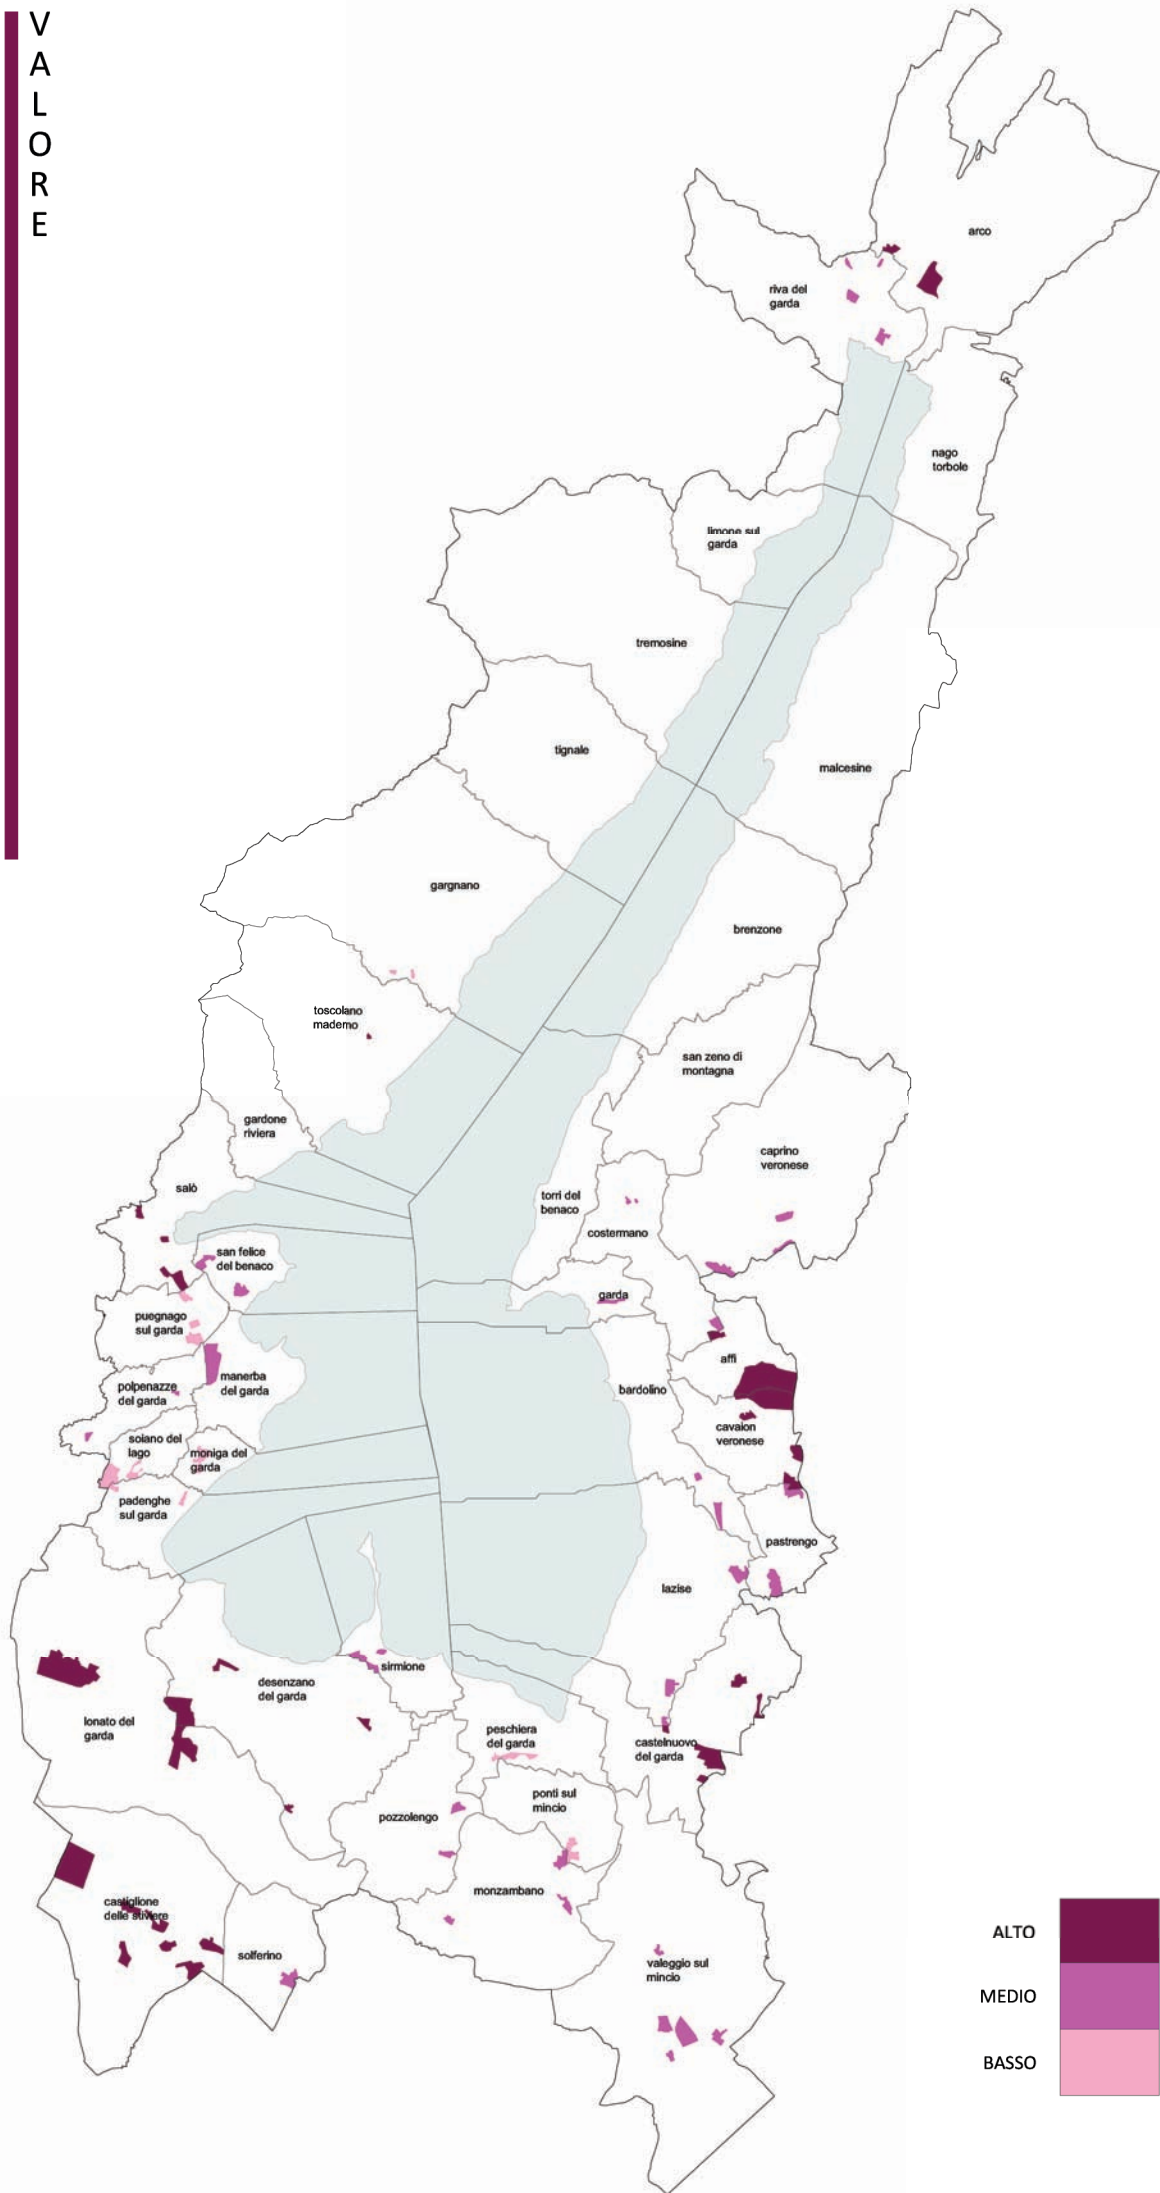 VALORE
arco
riva del
garda
nago
torbole
limone sul
garda
tremosine
tignale
malcesine
gargnano
brenzone
toscolano
maderno
san zeno di
montagna
gardone
riviera
caprino
veronese
salò
torri del
benaco
costermano
san felice
del benaco
garda
puegnago
sul garda
affi
manerba
del garda
polpenazze
del garda
bardolino
cavaion
veronese
soiano del
lago
moniga del
garda
padenghe
sul garda
pastrengo
lazise
sirmione
desenzano
del garda
lonato del
garda
peschiera
del garda
castelnuovo
del garda
ponti sul
mincio
pozzolengo
monzambano
castiglione
delle stiviere
solferino
valeggio sul
mincio
ALTO
MEDIO
BASSO